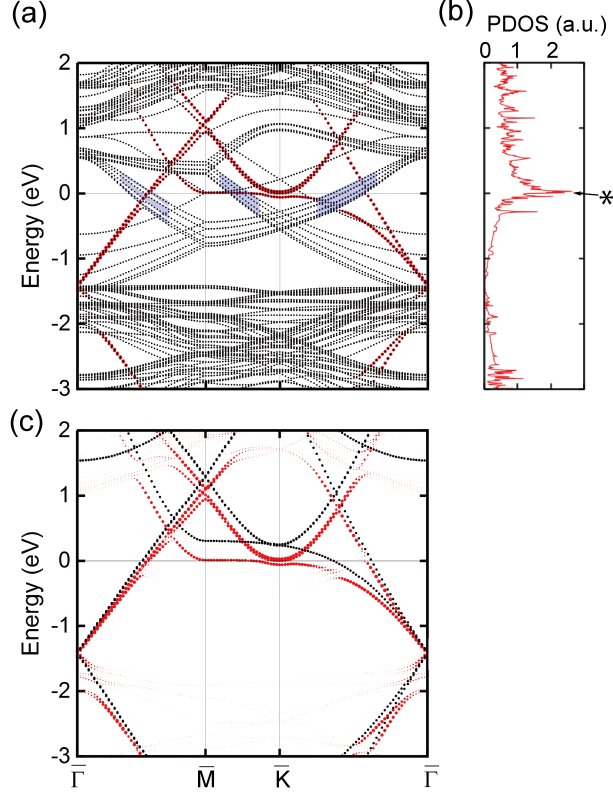 (a)
(b)
PDOS (a.u.)
0 1 2
2
1
0
-1
-2
-3
Energy (eV)
*
(c)
2
1
0
-1
-2
-3
Energy (eV)
Γ̅ M̅ K̅ Γ̅